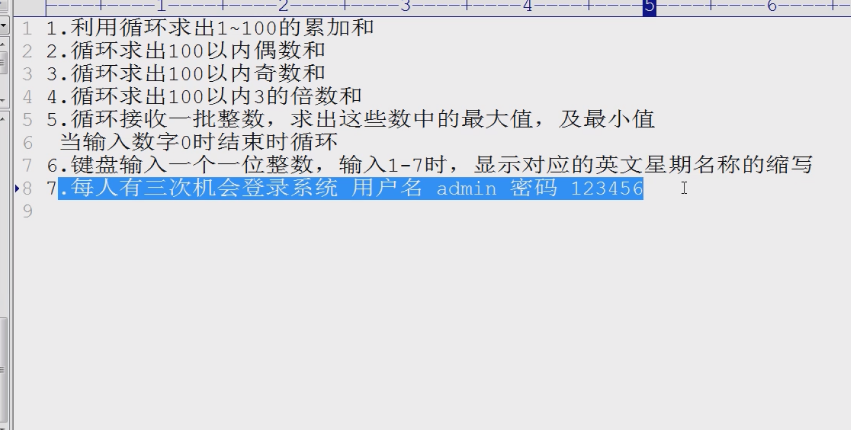 ----+----1----+----2----+----3----+----4----+----5----+----6----+--
1 1.利用循环求出1~100的累加和
2 2.循环求出100以内偶数和
3 3.循环求出100以内奇数和
4 4.循环求出100以内3的倍数和
5 5.循环接收一批整数，求出这些数中的最大值，及最小值
6 当输入数字0时结束时循环
7 6.键盘输入一个一位整数，输入1-7时，显示对应的英文星期名称的缩写
8 7.每人有三次机会登录系统 用户名 admin 密码 123456
9